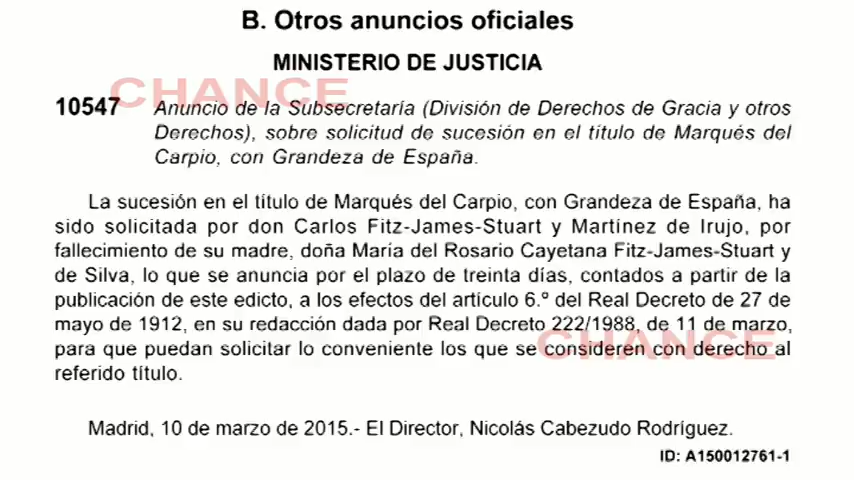 B. Otros anuncios oficiales
MINISTERIO DE JUSTICIA
CHANCE
10547 Anuncio de la Subsecretaría (División de Derechos de Gracia y otros
Derechos), sobre solicitud de sucesión en el título de Marqués del
Carpio, con Grandeza de España.
La sucesión en el título de Marqués del Carpio, con Grandeza de España, ha
sido solicitada por don Carlos Fitz-James-Stuart y Martínez de Irujo, por
fallecimiento de su madre, doña María del Rosario Cayetana Fitz-James-Stuart y
de Silva, lo que se anuncia por el plazo de treinta días, contados a partir de la
publicación de este edicto, a los efectos del artículo 6.º del Real Decreto de 27 de
mayo de 1912, en su redacción dada por Real Decreto 222/1988, de 11 de marzo,
CHANCE
para que puedan solicitar lo conveniente los que se consideren con derecho al
referido título.
Madrid, 10 de marzo de 2015.- El Director, Nicolás Cabezudo Rodríguez.
ID: A150012761-1